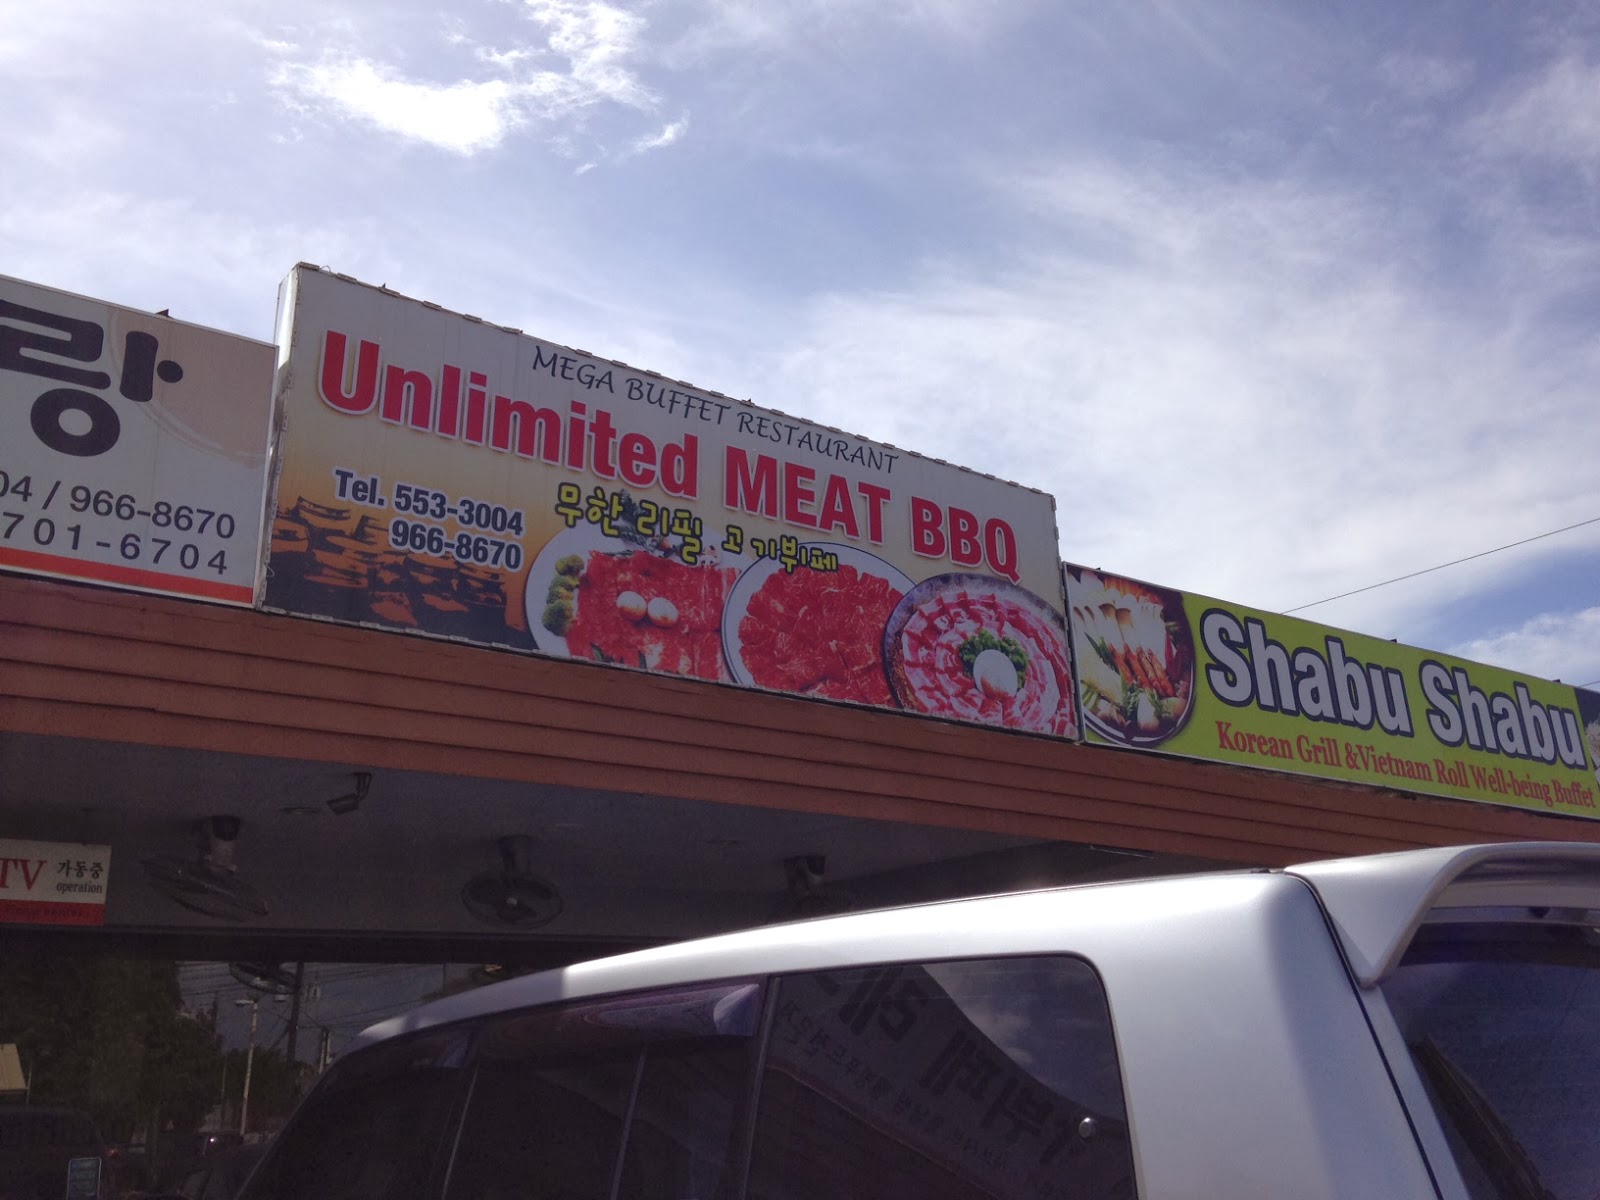 랑
04 / 966-8670
701-6704
MEGA BUFFET RESTAURANT
Unlimited MEAT BBQ
Tel. 553-3004
966-8670
무한 리필 고기뷔페
Shabu Shabu
Korean Grill &Vietnam Roll Well-being Buffet
TV 가동중
operation